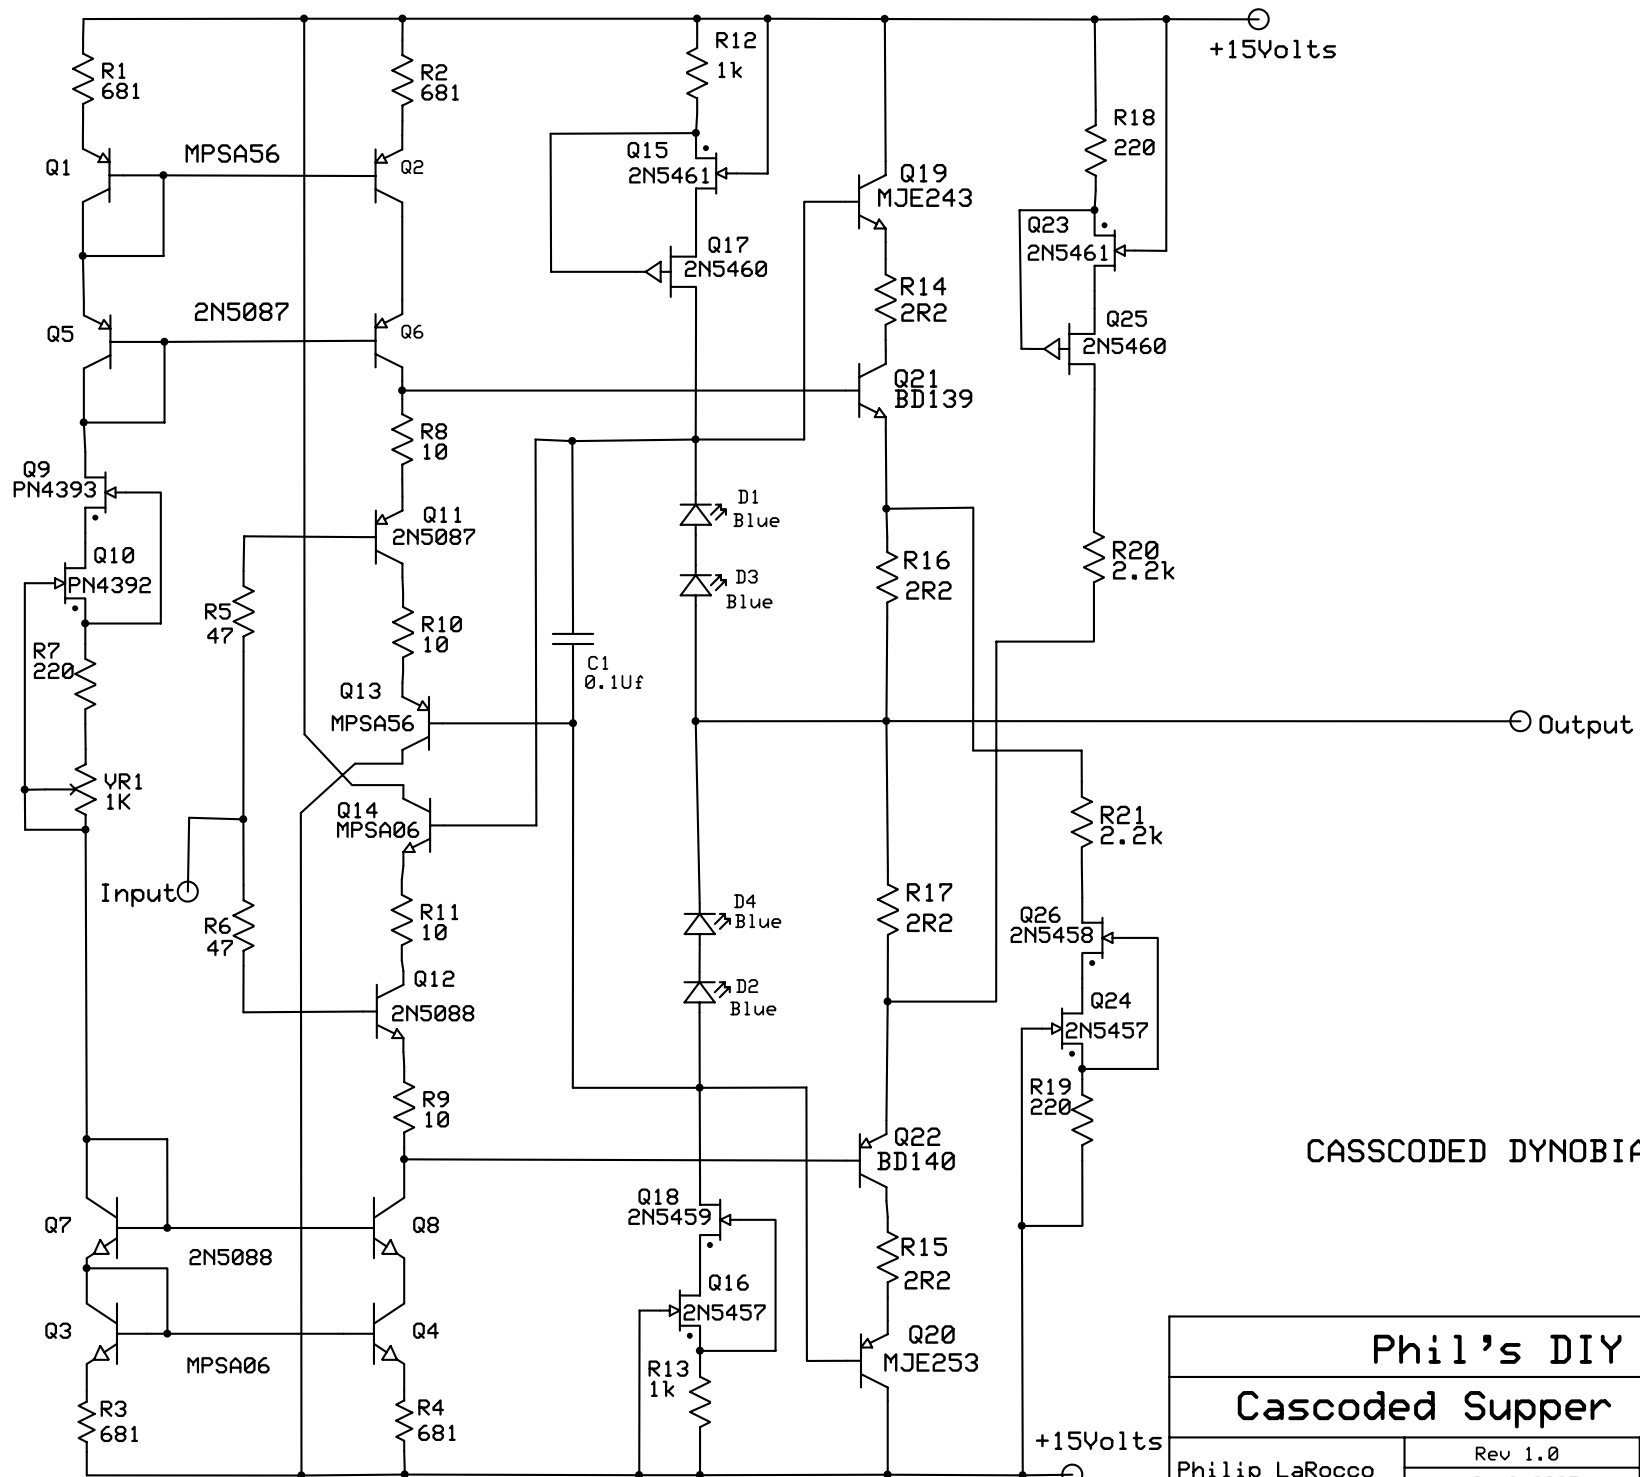 +15Volts
R1
681
R2
681
R12
1k
Q15
2N5461
R18
220
Q1
MPSA56
Q2
Q19
MJE243
Q23
2N5461
Q17
2N5460
R14
2R2
Q25
2N5460
Q5
2N5087
Q6
Q21
BD139
R8
10
Q9
PN4393
Q11
2N5087
D1
Blue
Q10
PN4392
D3
Blue
R16
2R2
R20
2.2k
R5
47
R10
10
R7
220
C1
0.1Uf
Q13
MPSA56
Output
VR1
1K
Q14
MPSA06
R21
2.2k
Input
R6
47
R11
10
D4
Blue
R17
2R2
Q26
2N5458
Q12
2N5088
D2
Blue
Q24
2N5457
R9
10
R19
220
Q22
BD140
CASSCODED DYNOBIA
Q7
2N5088
Q8
Q18
2N5459
R15
2R2
Q16
2N5457
Q3
MPSA06
Q4
Q20
MJE253
R13
1k
R3
681
R4
681
+15Volts
Phil's DIY
Cascoded Supper
Rev 1.0
Philip LaRocco